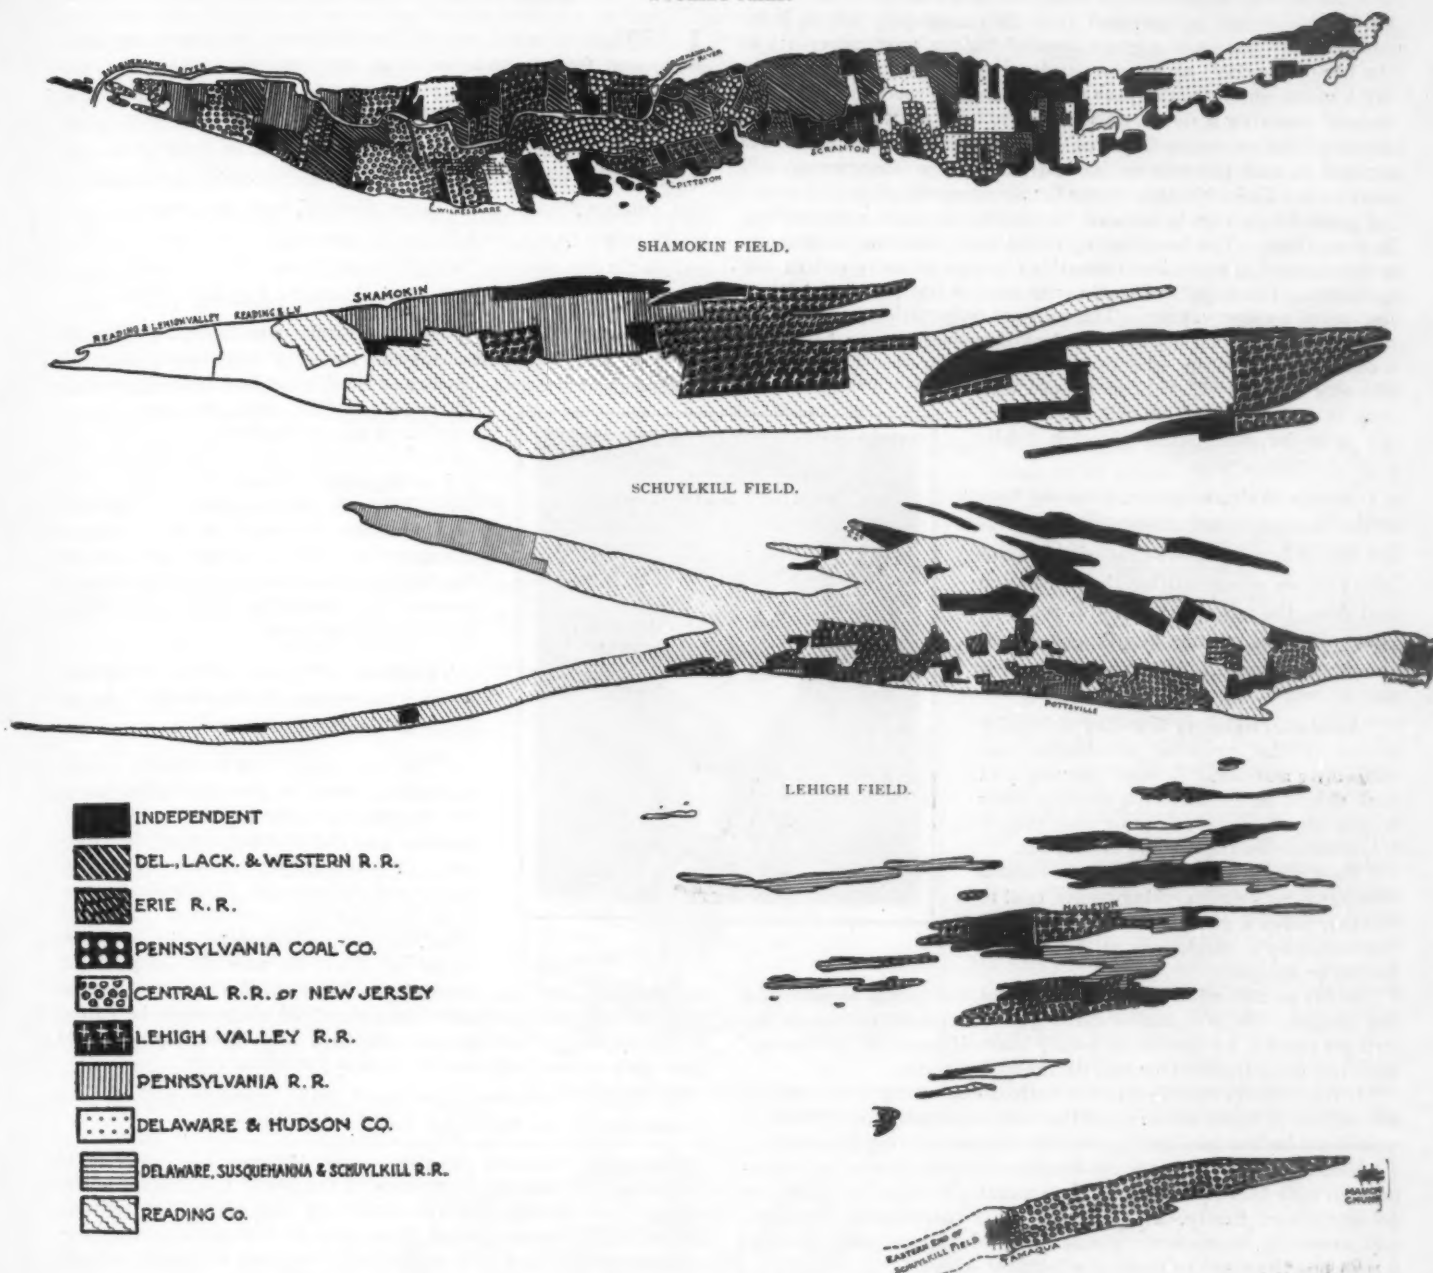 SUSQUEHANNA RIVER
RIVER
SCRANTON
PITTSTON
WILKESBARRE
SHAMOKIN FIELD.
SHAMOKIN
READING & LEHIGH VALLEY
READING & L.V
SCHUYLKILL FIELD.
POTTSVILLE
LEHIGH FIELD.
HAZLETON
INDEPENDENT
DEL., LACK. & WESTERN R.R.
ERIE R.R.
PENNSYLVANIA COAL CO.
CENTRAL R.R. OF NEW JERSEY
LEHIGH VALLEY R.R.
PENNSYLVANIA R.R.
DELAWARE & HUDSON CO.
DELAWARE, SUSQUEHANNA & SCHUYLKILL R.R.
READING Co.
MAUCH
CHUNK
EASTERN END OF
SCHUYLKILL FIELD
TAMAQUA